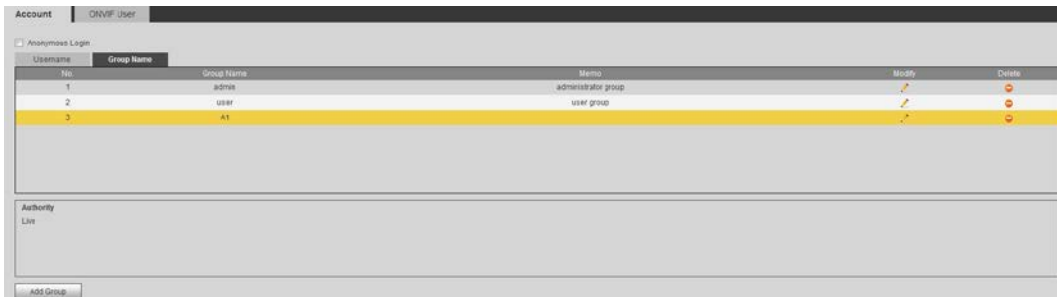 Account ONVIF User
Anonymous Login
Username Group Name
No. Group Name Memo Modify Delete
1 admin administrator group
2 user user group
3 A1
Authority
Live
Add Group